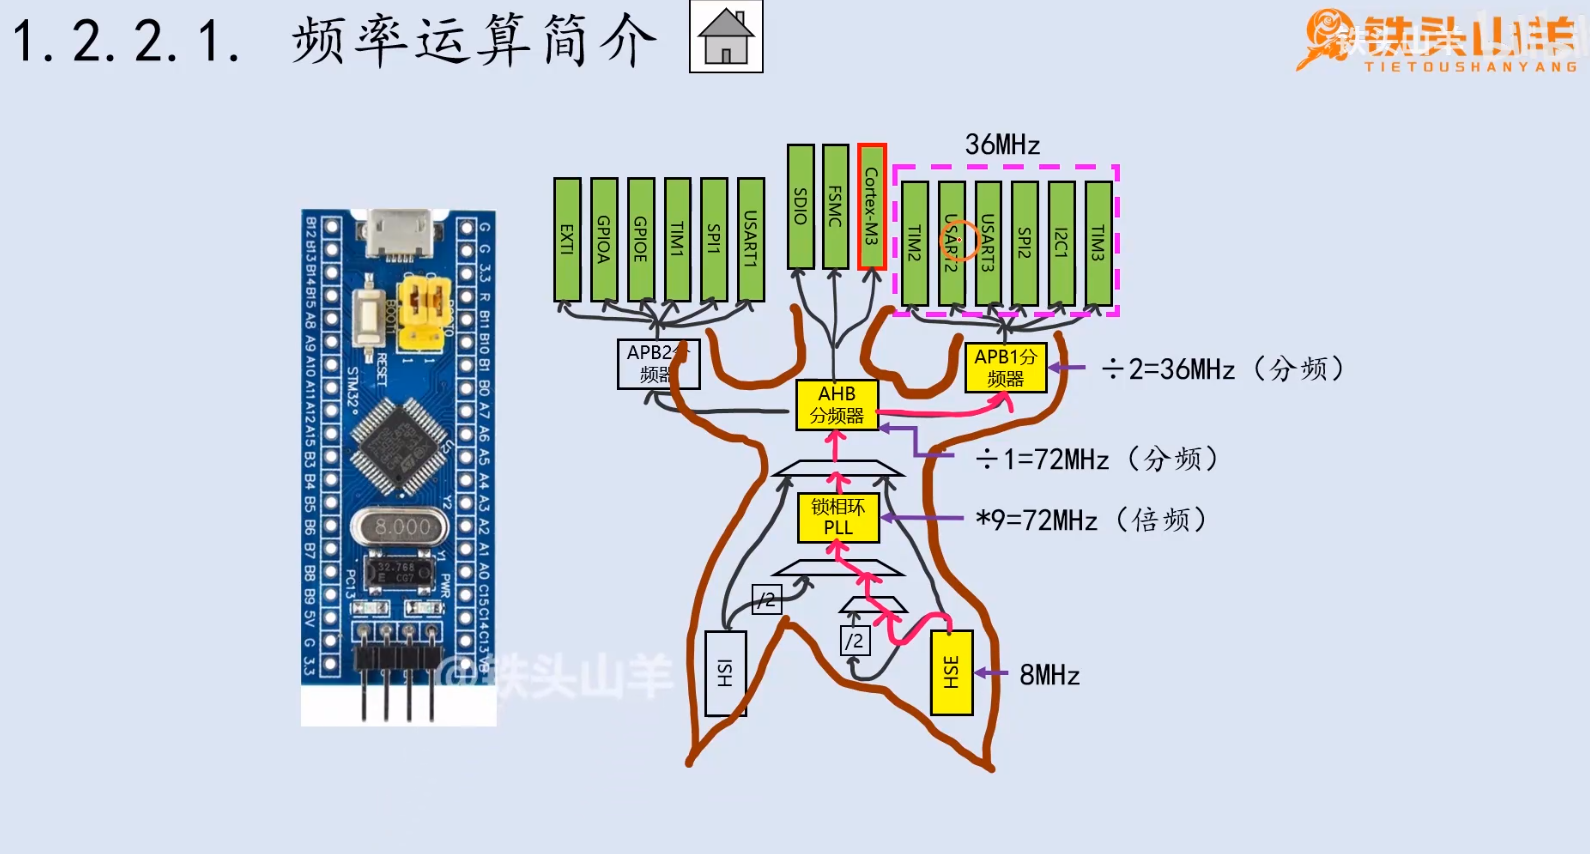 1.2.2.1. 频率运算简介
铁头山羊
TIETOUSHANYANG
36MHz
EXTI
GPIOA
GPIOE
TIM1
SPI1
USART1
SDIO
FSMC
Cortex-M3
TIM2
USART2
USART3
SPI2
I2C1
TIM3
APB2分
频器
AHB
分频器
APB1分
频器
÷2=36MHz（分频）
÷1=72MHz（分频）
锁相环
PLL
*9=72MHz（倍频）
/2
/2
HSI
HSE
8MHz
B12
B13
B14
B15
A8
A9
A10
A11
A12
A15
B3
B4
B5
B6
B7
B8
B9
5V
G
3.3
G
G
3.3
R
B11
B10
B1
B0
A7
A6
A5
A4
A3
A2
A1
A0
C15
C14
C13
VB
BOOT1
1
1
RESET
STM32
Y2
8.000
Y1
32.768
E CG7
PC13
PWR
@铁头山羊